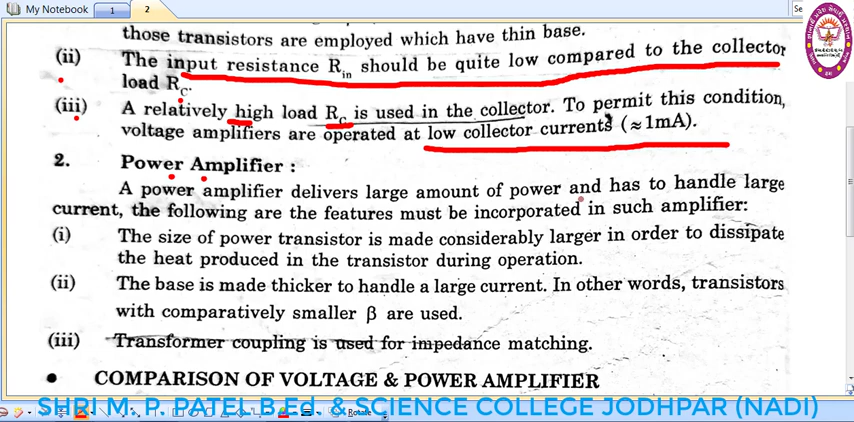 My Notebook
1
2
Se
those transistors are employed which have thin base.
(ii) The input resistance Rin should be quite low compared to the collector
load RC.
(iii) A relatively high load RC is used in the collector. To permit this condition,
voltage amplifiers are operated at low collector currents (≈1mA).
2. Power Amplifier :
A power amplifier delivers large amount of power and has to handle large
current, the following are the features must be incorporated in such amplifier:
(i) The size of power transistor is made considerably larger in order to dissipate
the heat produced in the transistor during operation.
(ii) The base is made thicker to handle a large current. In other words, transistors
with comparatively smaller β are used.
(iii) Transformer coupling is used for impedance matching.
• COMPARISON OF VOLTAGE & POWER AMPLIFIER
SHRI M. P. PATEL B.Ed. & SCIENCE COLLEGE JODHPAR (NADI)
Rotate